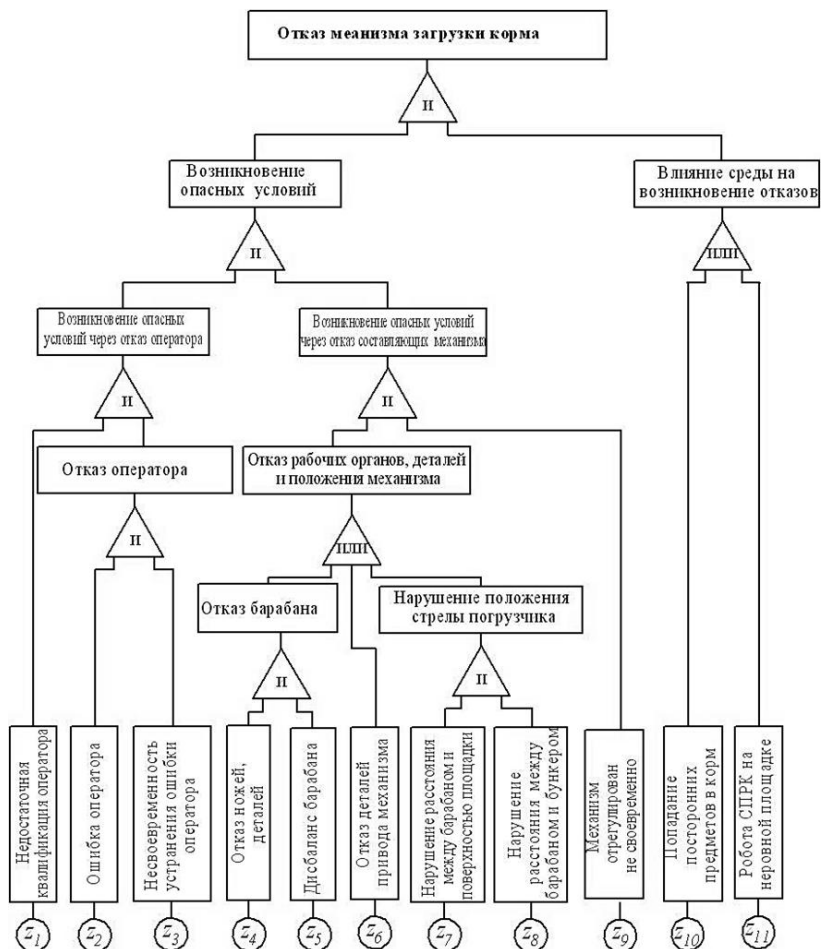 Отказ меанизма загрузки корма
И
Возникновение
опасных условий
Влияние среды на
возникновение отказов
И
ИЛИ
Возникновение опасных
условий через отказ оператора
Возникновение опасных условий
через отказ составляющих механизма
И
И
Отказ оператора
Отказ рабочих органов, деталей
и положения механизма
И
ИЛИ
Отказ барабана
Нарушение положения
стрелы погрузчика
И
И
Недостаточная
квалификация оператора
Ошибка оператора
Несвоевременность
устранения ошибки
оператора
Отказ ножей,
деталей
Дисбаланс барабана
Отказ деталей
привода механизма
Нарушение расстояния
между барабаном и
поверхностью площадки
Нарушение
расстояния между
барабаном и бункером
Механизм
отрегулирован
не своевременно
Попадание
посторонних
предметов в корм
Робота СПРК на
неровной площадке
z1
z2
z3
z4
z5
z6
z7
z8
z9
z10
z11